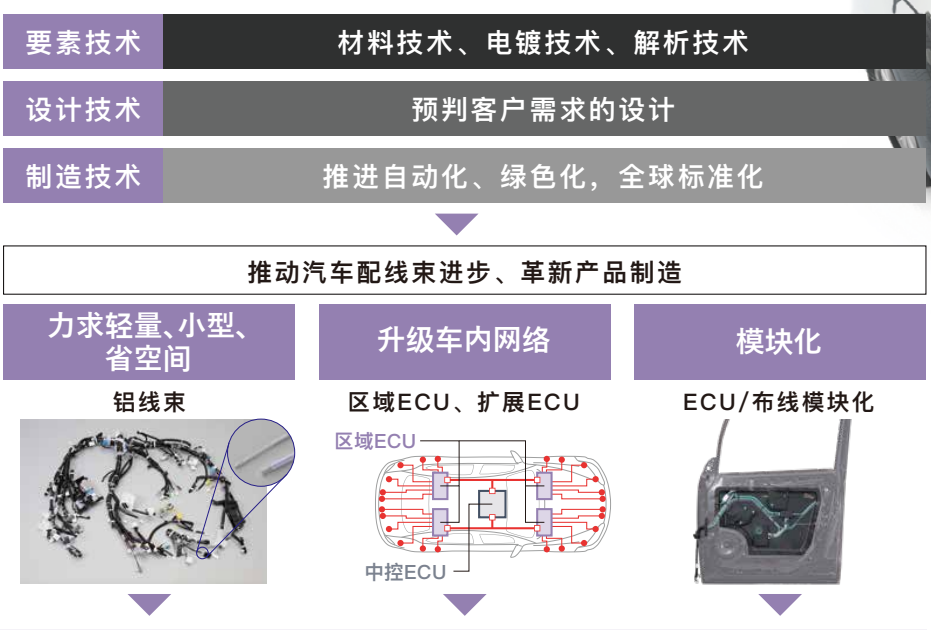 要素技术
材料技术、电镀技术、解析技术
设计技术
预判客户需求的设计
制造技术
推进自动化、绿色化，全球标准化
推动汽车配线束进步、革新产品制造
力求轻量、小型、
省空间
升级车内网络
模块化
铝线束
区域ECU、扩展ECU
ECU/布线模块化
区域ECU
中控ECU